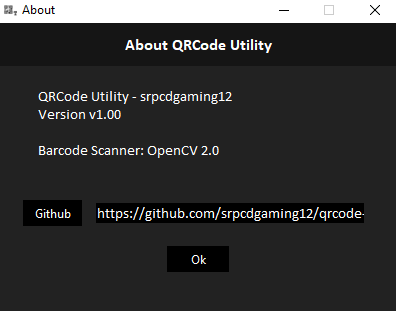 About
About QRCode Utility
QRCode Utility - srpcdgaming12
Version v1.00
Barcode Scanner: OpenCV 2.0
Github
https://github.com/srpcdgaming12/qrcode-
Ok